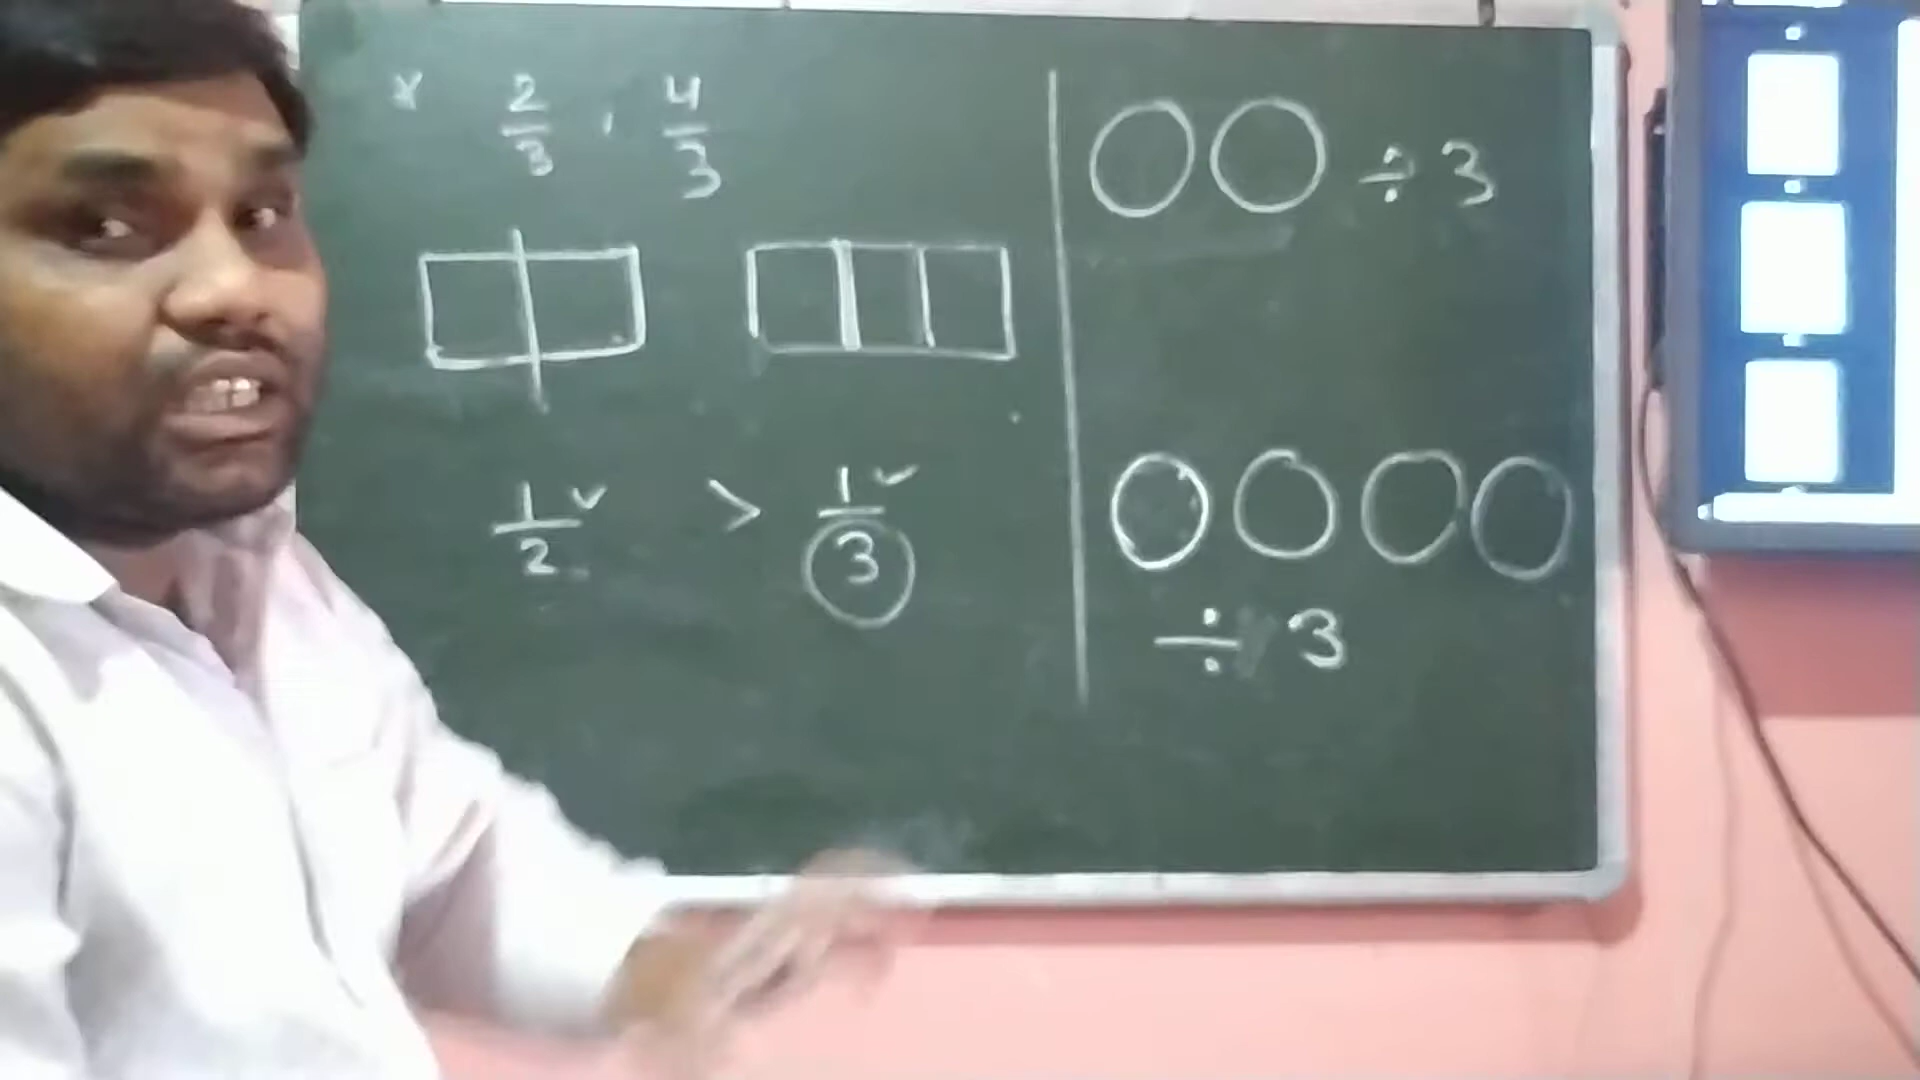 × 2/3 , 4/3
1/2 ✓ > 1/3 ✓
÷ 3
÷ 3